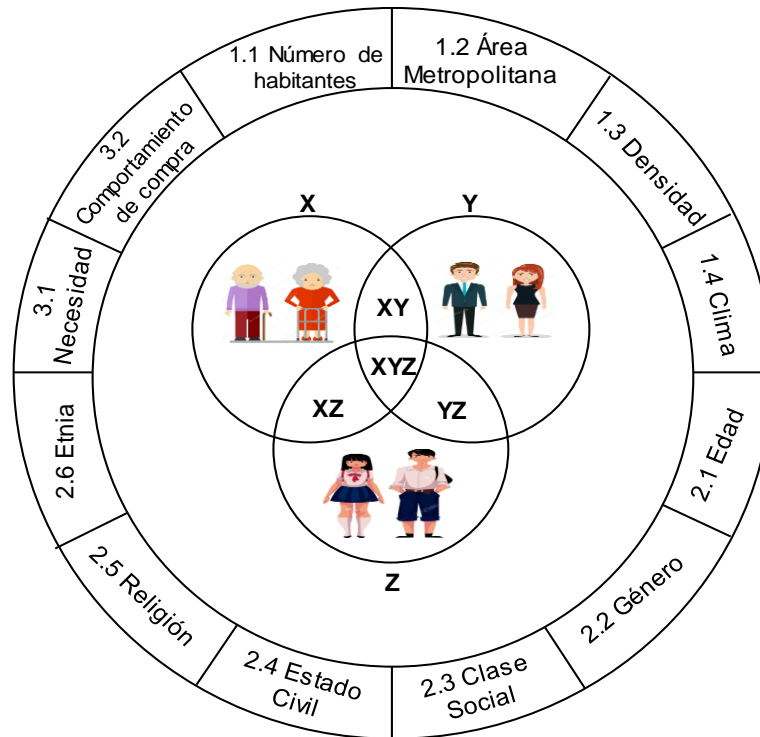 1.1 Número de
habitantes
1.2 Área
Metropolitana
1.3 Densidad
1.4 Clima
2.1 Edad
2.2 Género
2.3 Clase
Social
2.4 Estado
Civil
2.5 Religión
2.6 Etnia
3.1
Necesidad
3.2
Comportamiento
de compra
X
Y
XY
XYZ
XZ
YZ
Z